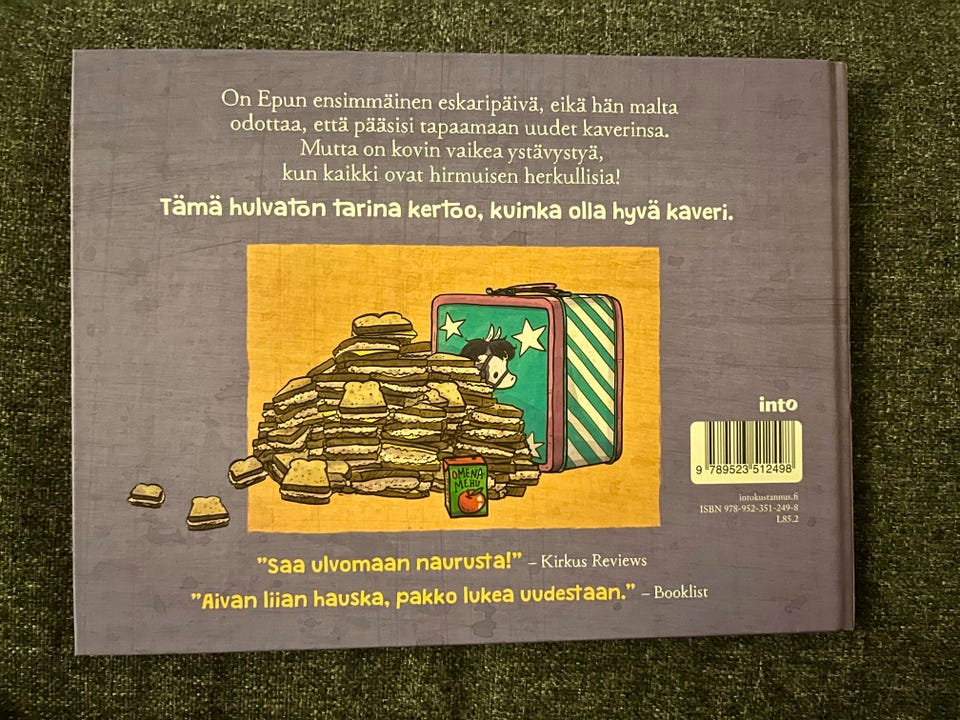 On Epun ensimmäinen eskaripäivä, eikä hän malta
odottaa, että pääsisi tapaamaan uudet kaverinsa.
Mutta on kovin vaikea ystävystyä,
kun kaikki ovat hirmuisen herkullisia!
Tämä hulvaton tarina kertoo, kuinka olla hyvä kaveri.
OMENA-
MEHU
into
9 789523 512498
intokustannus.fi
ISBN 978-952-351-249-8
L85.2
"Saa ulvomaan naurusta!" – Kirkus Reviews
"Aivan liian hauska, pakko lukea uudestaan." – Booklist